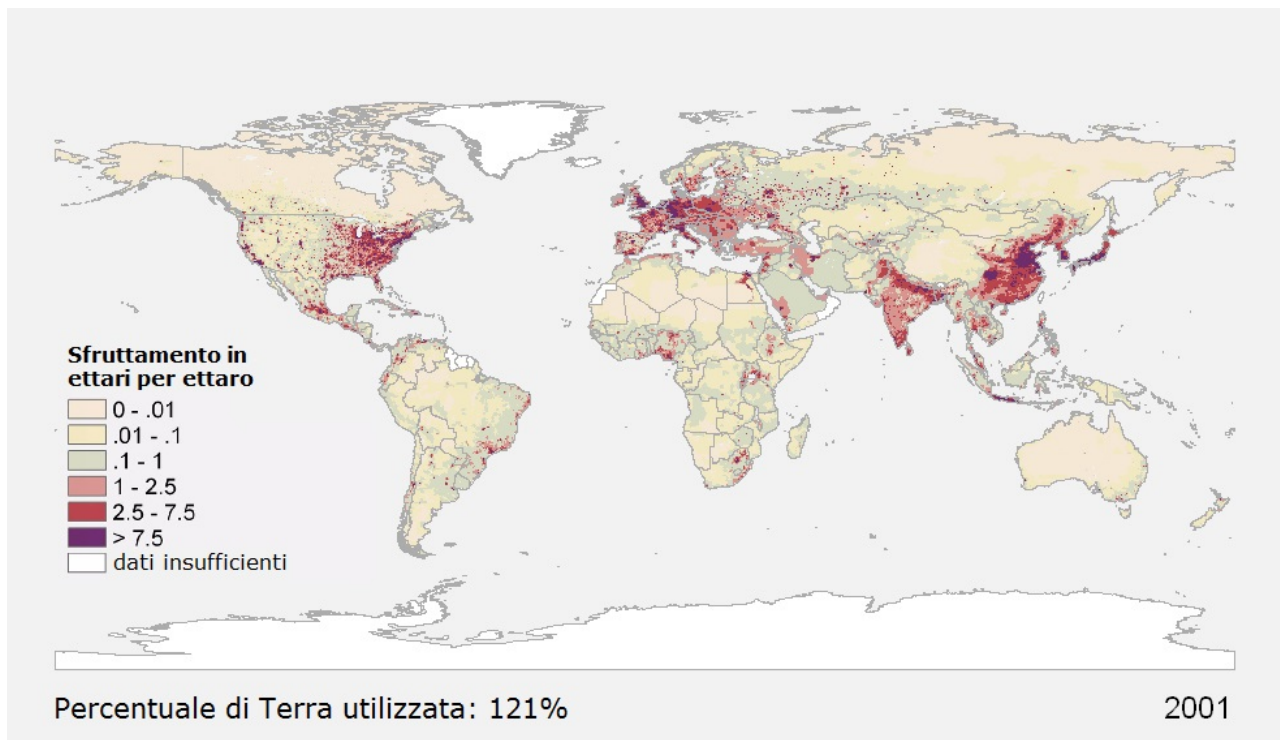 Sfruttamento in
ettari per ettaro
0 - .01
.01 - .1
.1 - 1
1 - 2.5
2.5 - 7.5
> 7.5
dati insufficienti
Percentuale di Terra utilizzata: 121%
2001